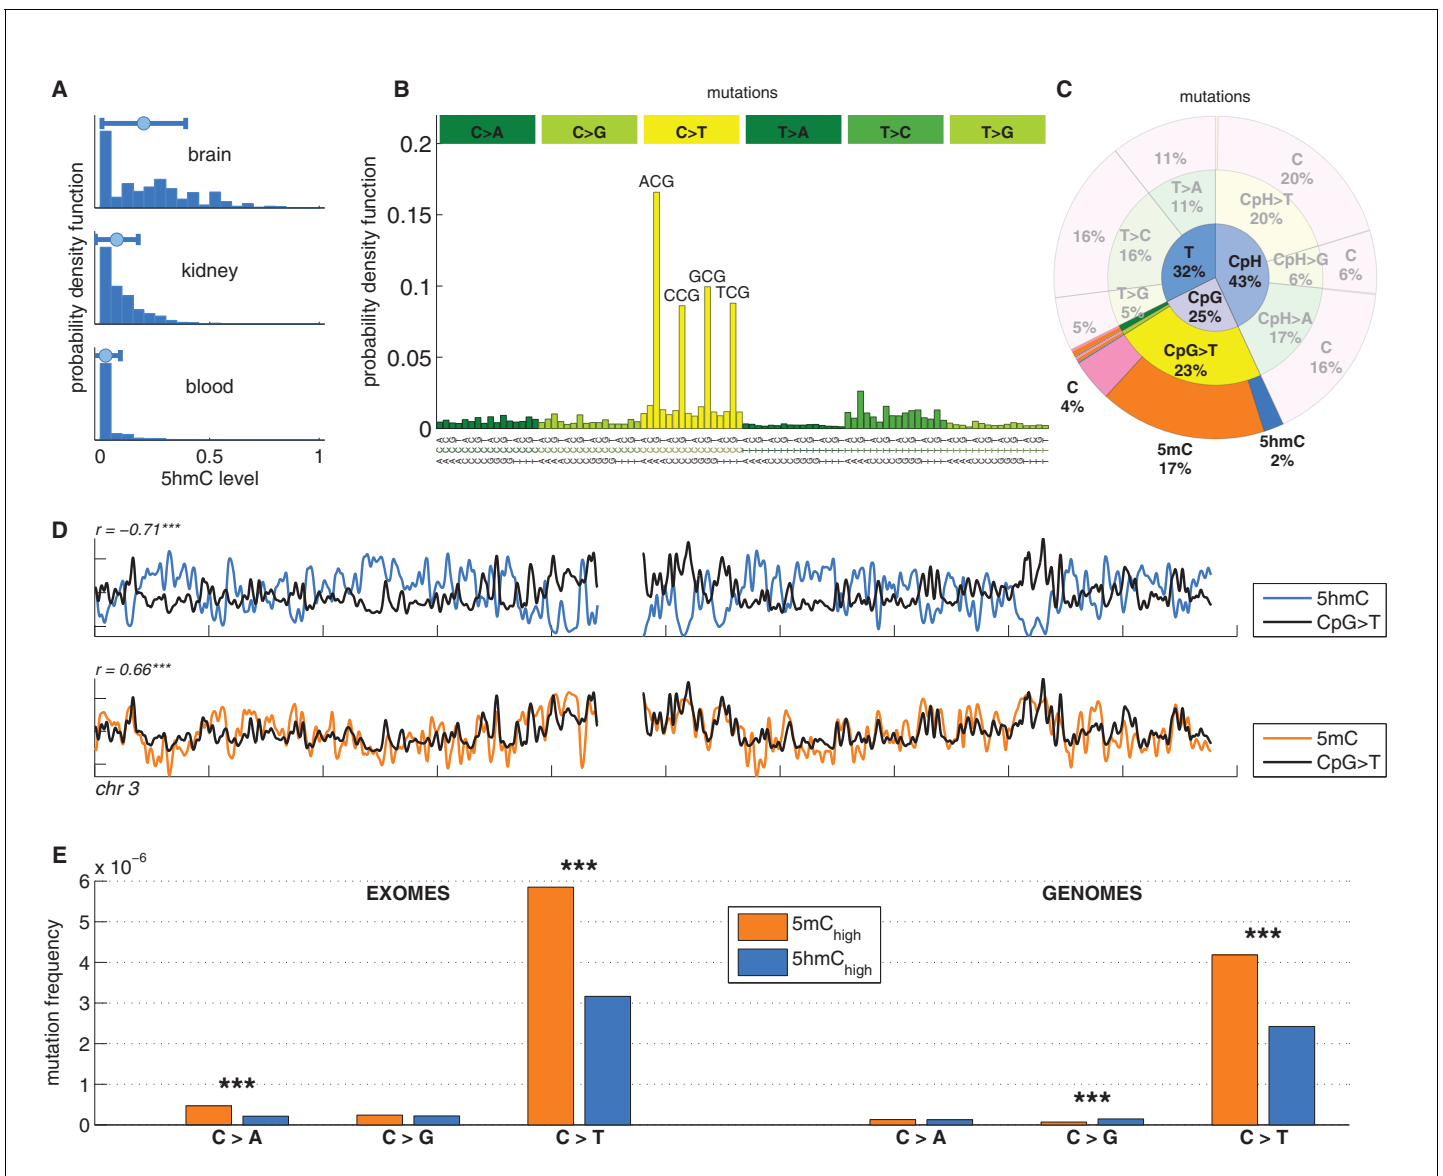 A
probability density function
brain
kidney
blood
0 0.5 1
5hmC level
B
mutations
C>A C>G C>T T>A T>C T>G
probability density function
0.2
0.15
0.1
0.05
0
ACG
CCG
GCG
TCG
C
mutations
T
32%
CpH
43%
CpG
25%
CpH>T
20%
CpH>G
6%
CpH>A
17%
CpG>T
23%
T>G
5%
T>C
16%
T>A
11%
C
20%
C
6%
C
16%
5hmC
2%
5mC
17%
C
4%
5%
16%
11%
D
r = −0.71***
5hmC
CpG>T
r = 0.66***
5mC
CpG>T
chr 3
E
x 10−6
mutation frequency
6
5
4
3
2
1
0
EXOMES
GENOMES
5mChigh
5hmChigh
***
***
***
***
C > A C > G C > T C > A C > G C > T